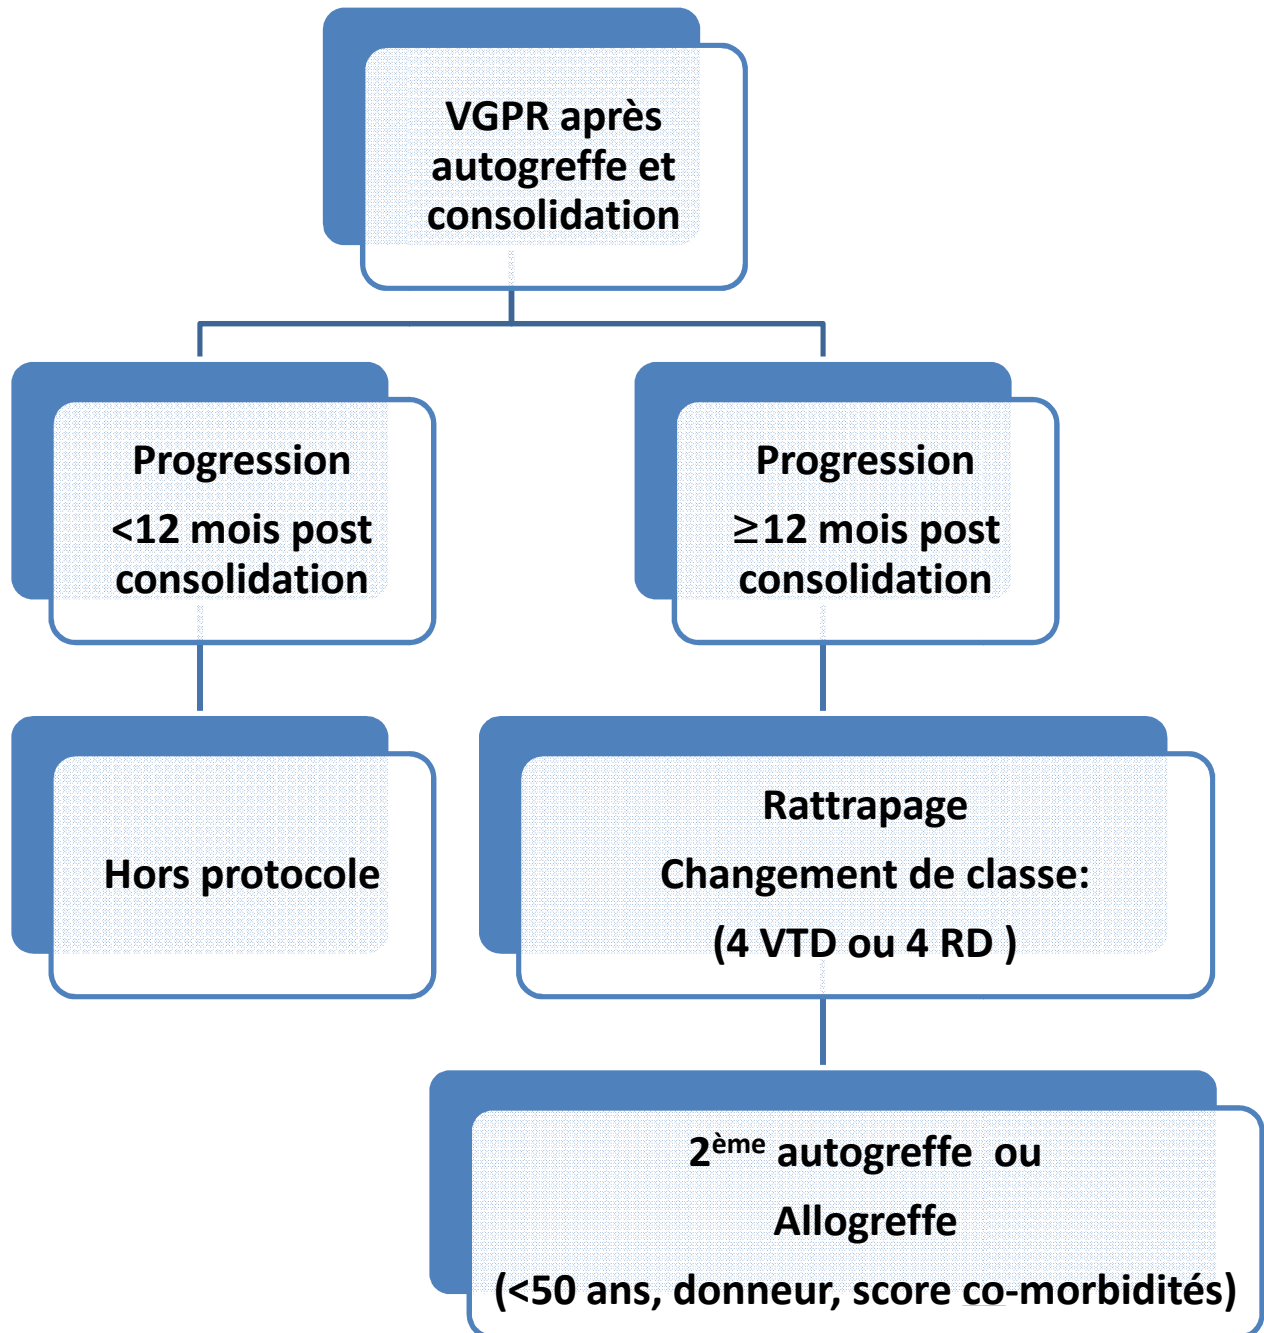 VGPR après
autogreffe et
consolidation
Progression
<12 mois post
consolidation
Progression
≥12 mois post
consolidation
Hors protocole
Rattrapage
Changement de classe:
(4 VTD ou 4 RD )
2ème autogreffe ou
Allogreffe
(<50 ans, donneur, score co-morbidités)